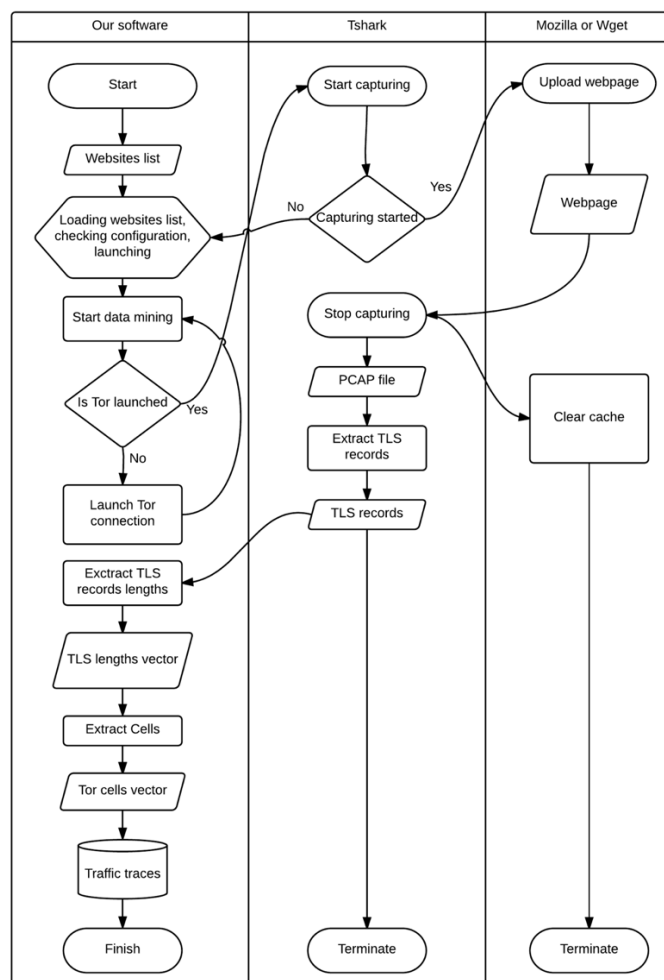 Our software
Tshark
Mozilla or Wget
Start
Websites list
Loading websites list,
checking configuration,
launching
Start data mining
Is Tor launched
Yes
No
Launch Tor
connection
Exctract TLS
records lengths
TLS lengths vector
Extract Cells
Tor cells vector
Traffic traces
Finish
Start capturing
Capturing started
No
Yes
Stop capturing
PCAP file
Extract TLS
records
TLS records
Terminate
Upload webpage
Webpage
Clear cache
Terminate